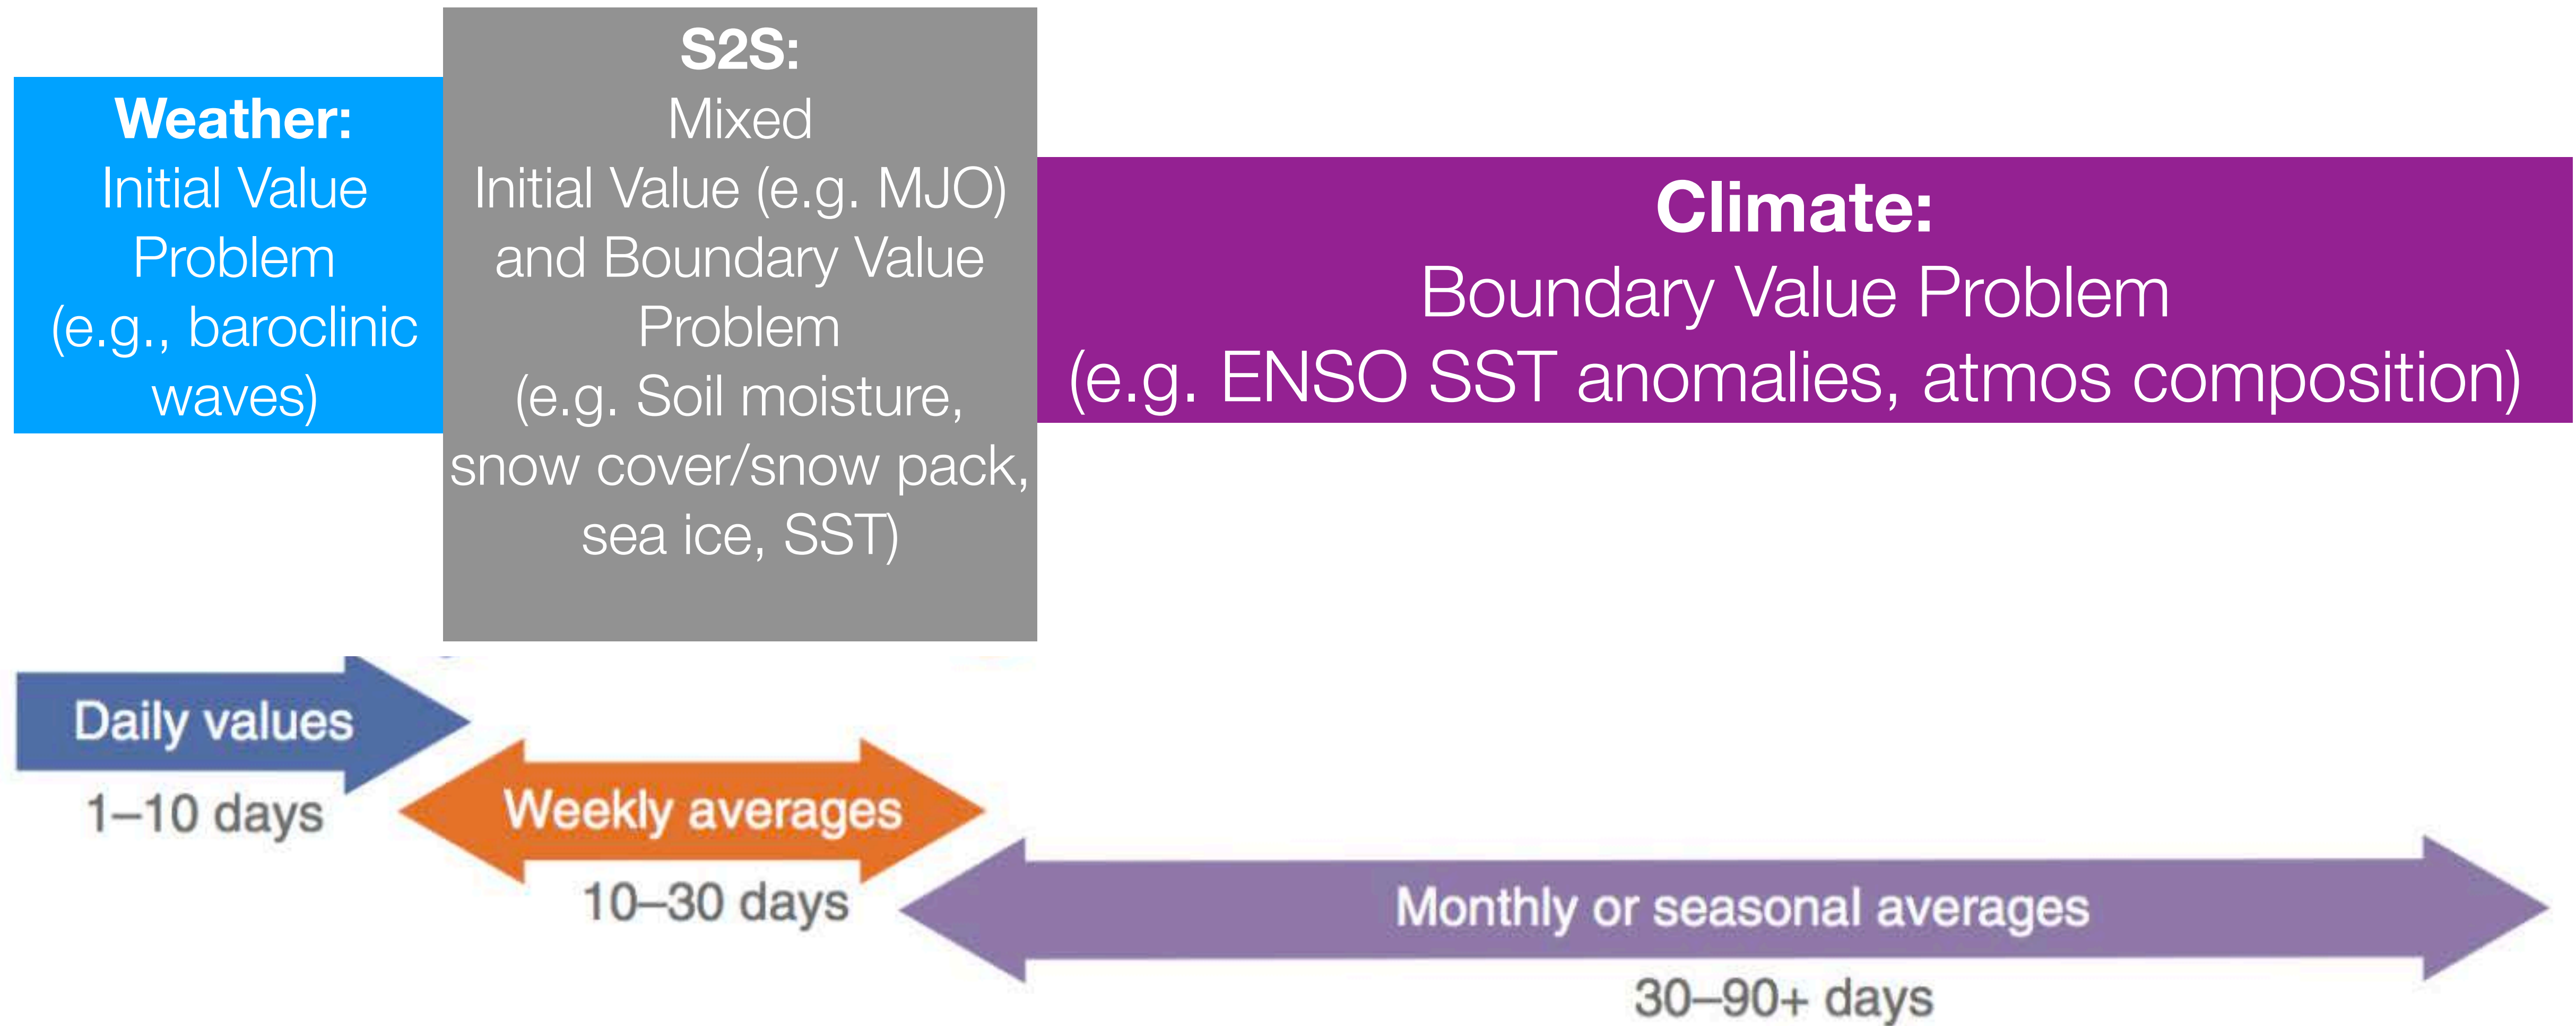 Weather:
Initial Value
Problem
(e.g., baroclinic
waves)
S2S:
Mixed
Initial Value (e.g. MJO)
and Boundary Value
Problem
(e.g. Soil moisture,
snow cover/snow pack,
sea ice, SST)
Climate:
Boundary Value Problem
(e.g. ENSO SST anomalies, atmos composition)
Daily values
1–10 days
Weekly averages
10–30 days
Monthly or seasonal averages
30–90+ days